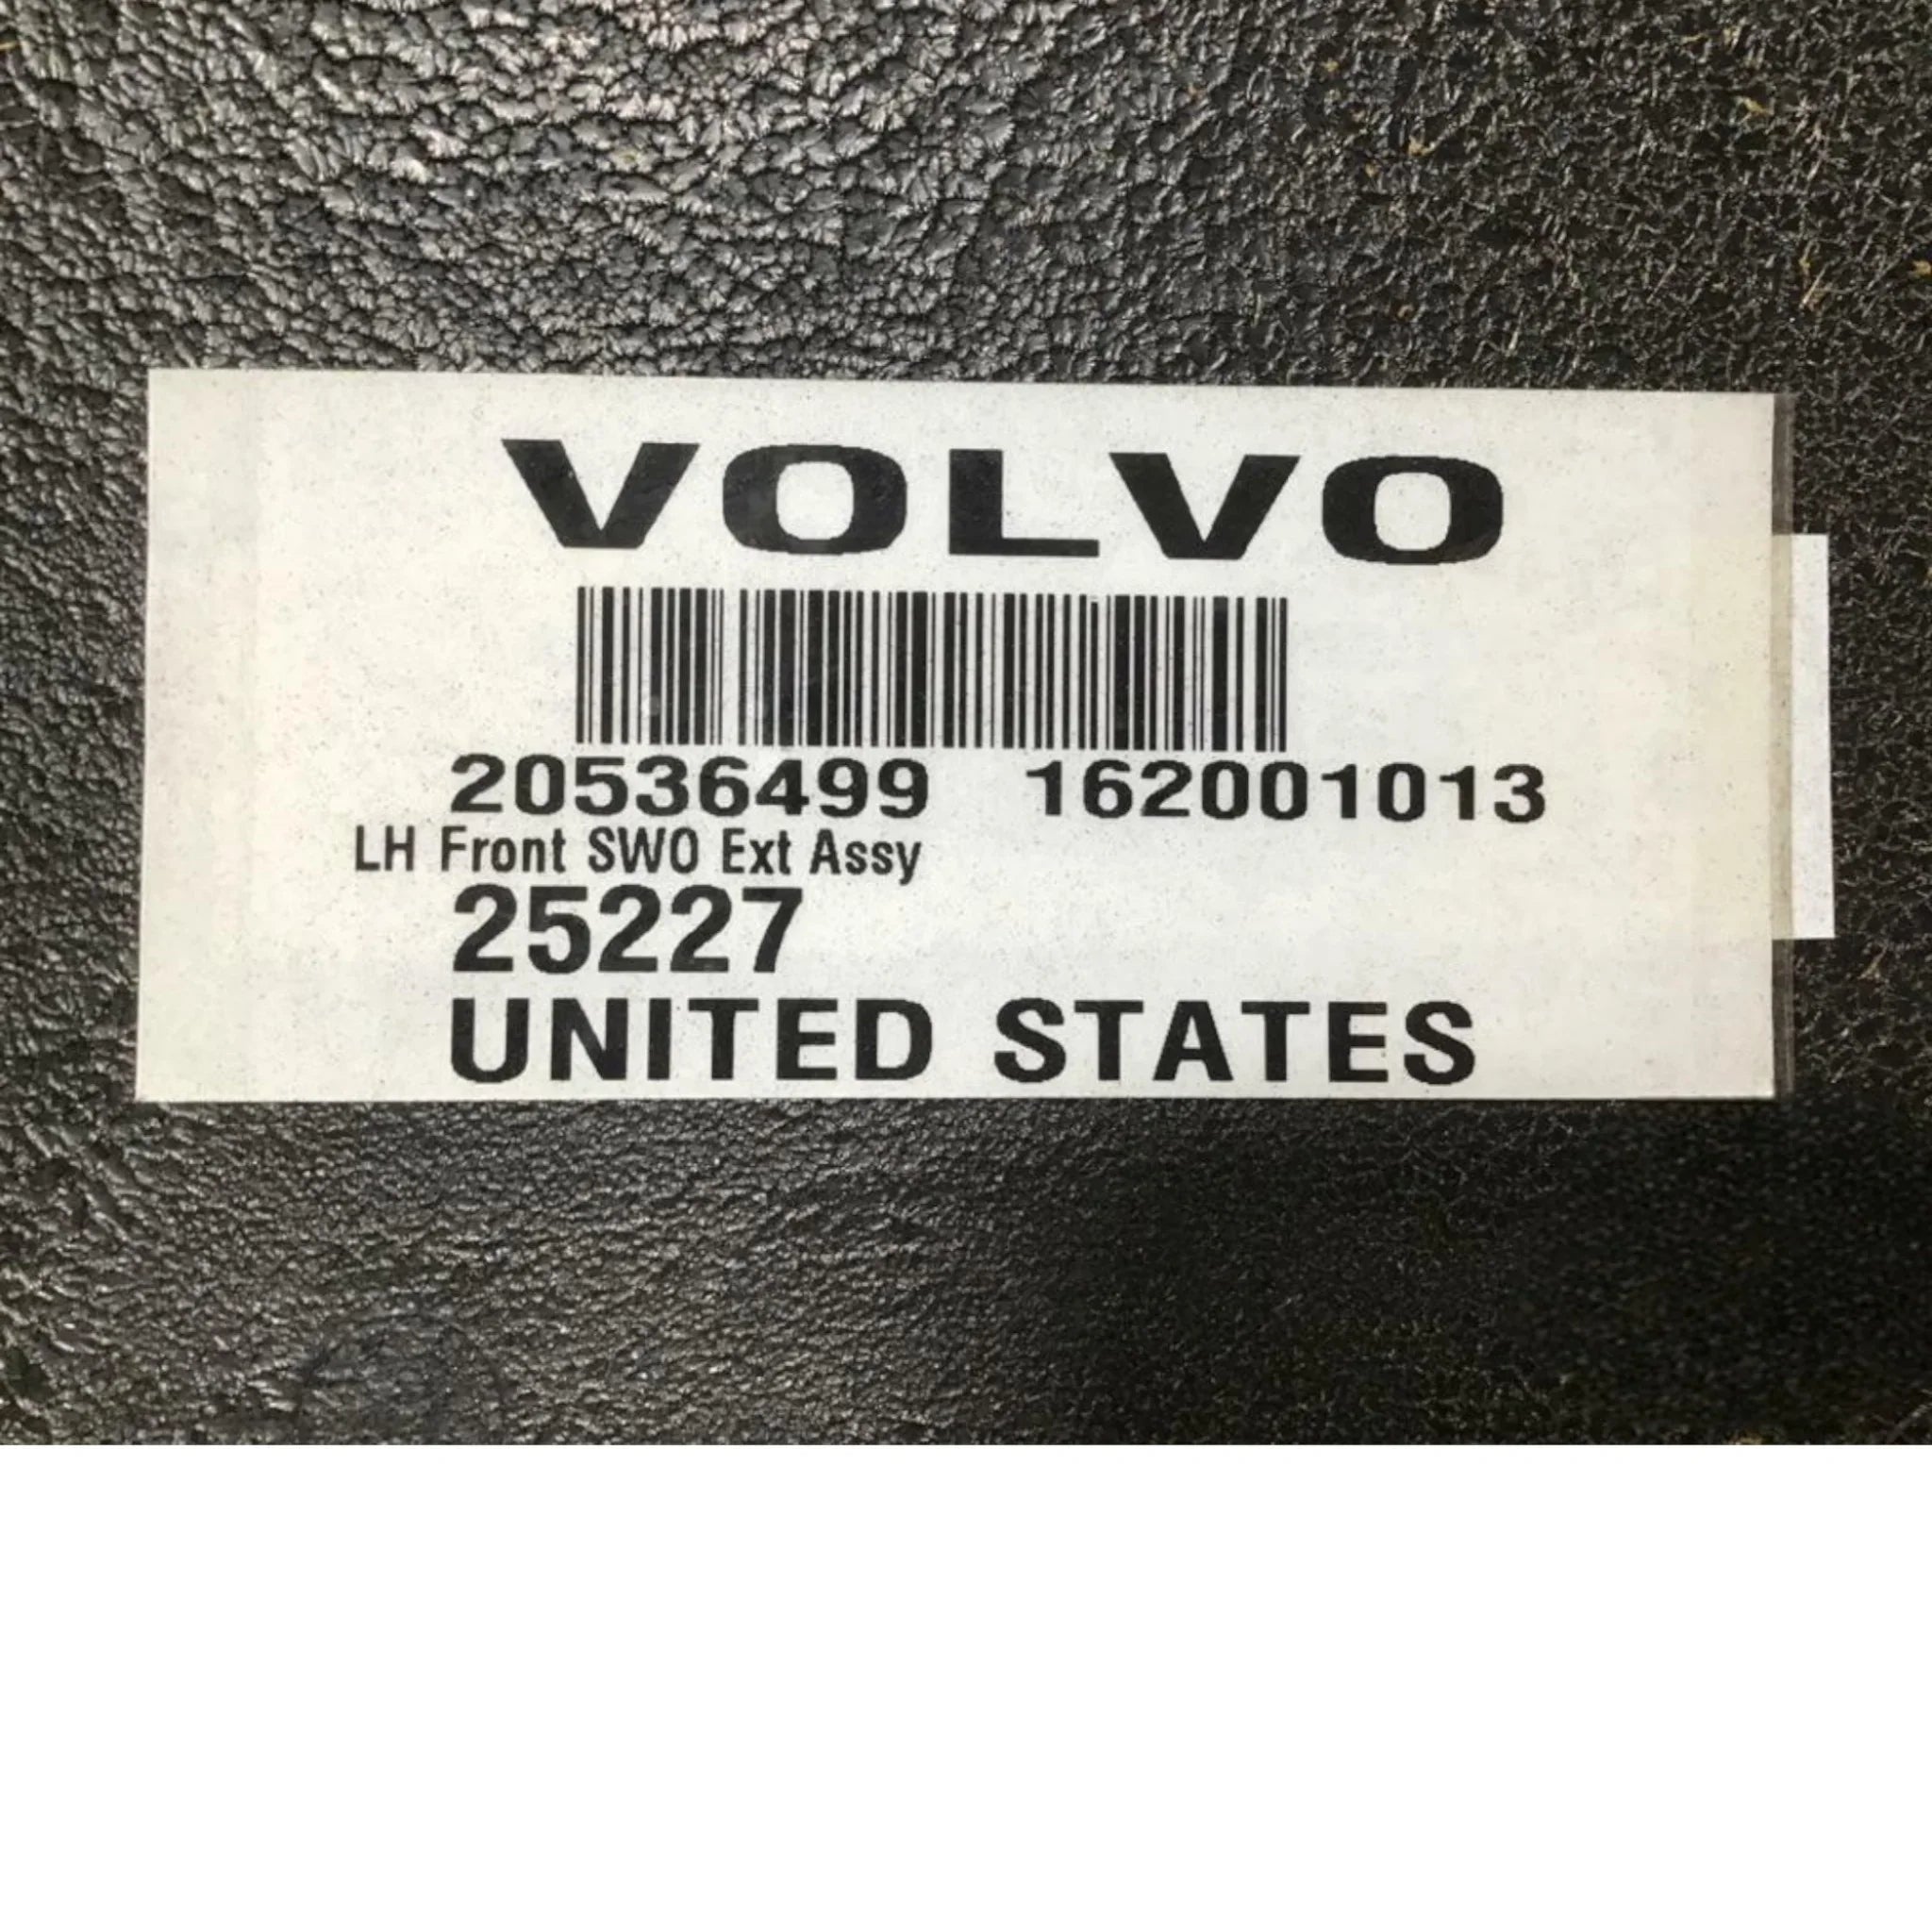 VOLVO
20536499 162001013
LH Front SWO Ext Assy
25227
UNITED STATES